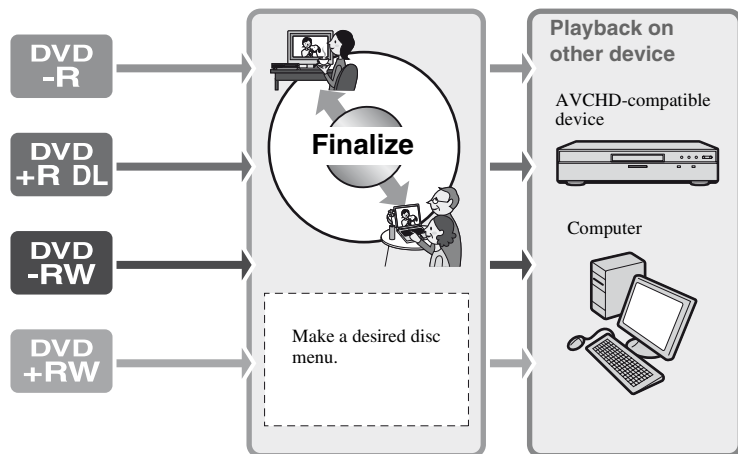 DVD
-R
DVD
+R DL
DVD
-RW
DVD
+RW
Finalize
Make a desired disc
menu.
Playback on
other device
AVCHD-compatible
device
Computer